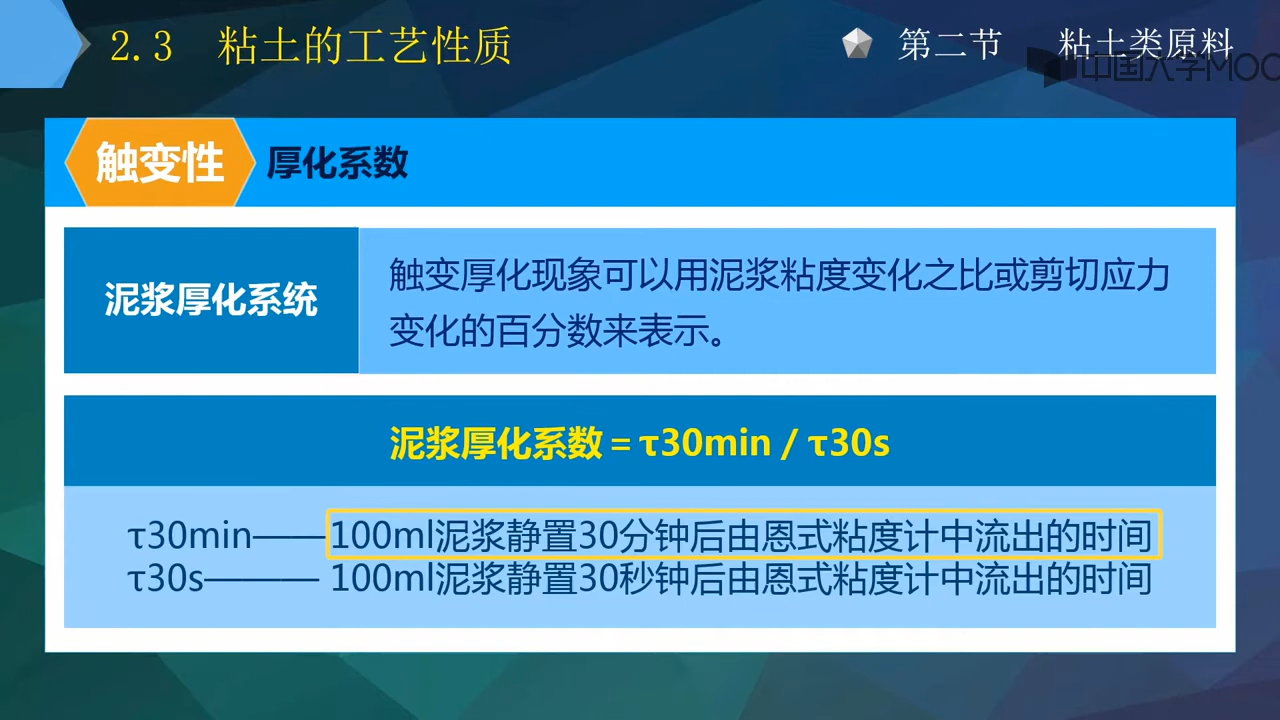 2.3 粘土的工艺性质
第二节 粘土类原料
中国大学MOO
触变性 厚化系数
泥浆厚化系统
触变厚化现象可以用泥浆粘度变化之比或剪切应力
变化的百分数来表示。
泥浆厚化系数=τ30min / τ30s
τ30min——100ml泥浆静置30分钟后由恩式粘度计中流出的时间
τ30s——— 100ml泥浆静置30秒钟后由恩式粘度计中流出的时间